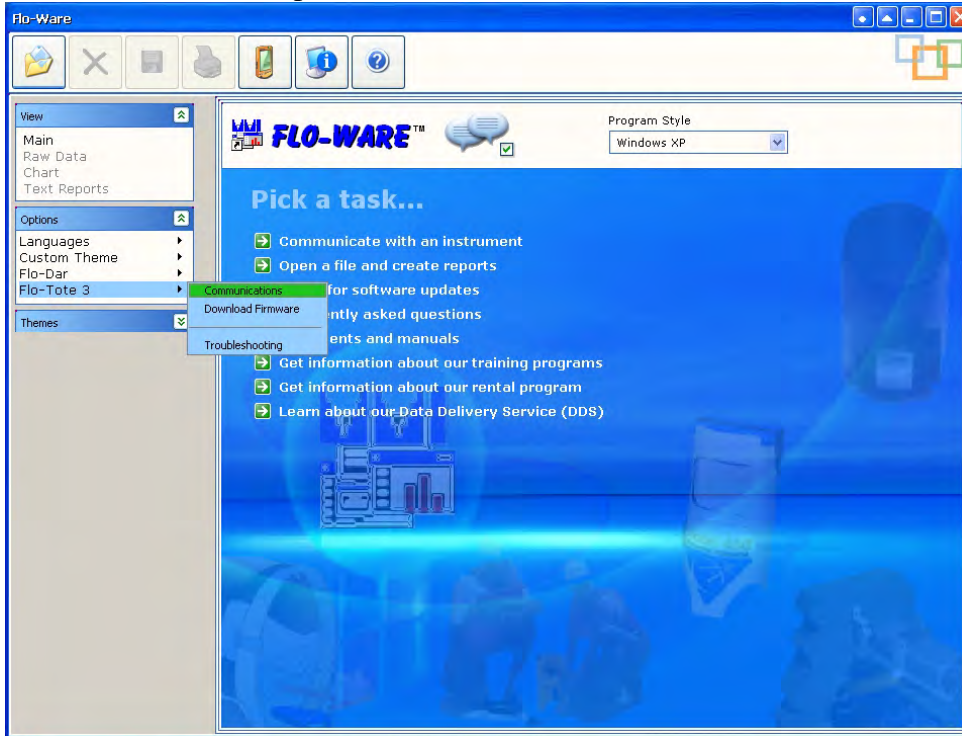 Flo-Ware
View
Main
Raw Data
Chart
Text Reports
Options
Languages
Custom Theme
Flo-Dar
Flo-Tote 3
Themes
Communications
Download Firmware
Troubleshooting
FLO-WARE™
Program Style
Windows XP
Pick a task...
Communicate with an instrument
Open a file and create reports
for software updates
ently asked questions
ents and manuals
Get information about our training programs
Get information about our rental program
Learn about our Data Delivery Service (DDS)